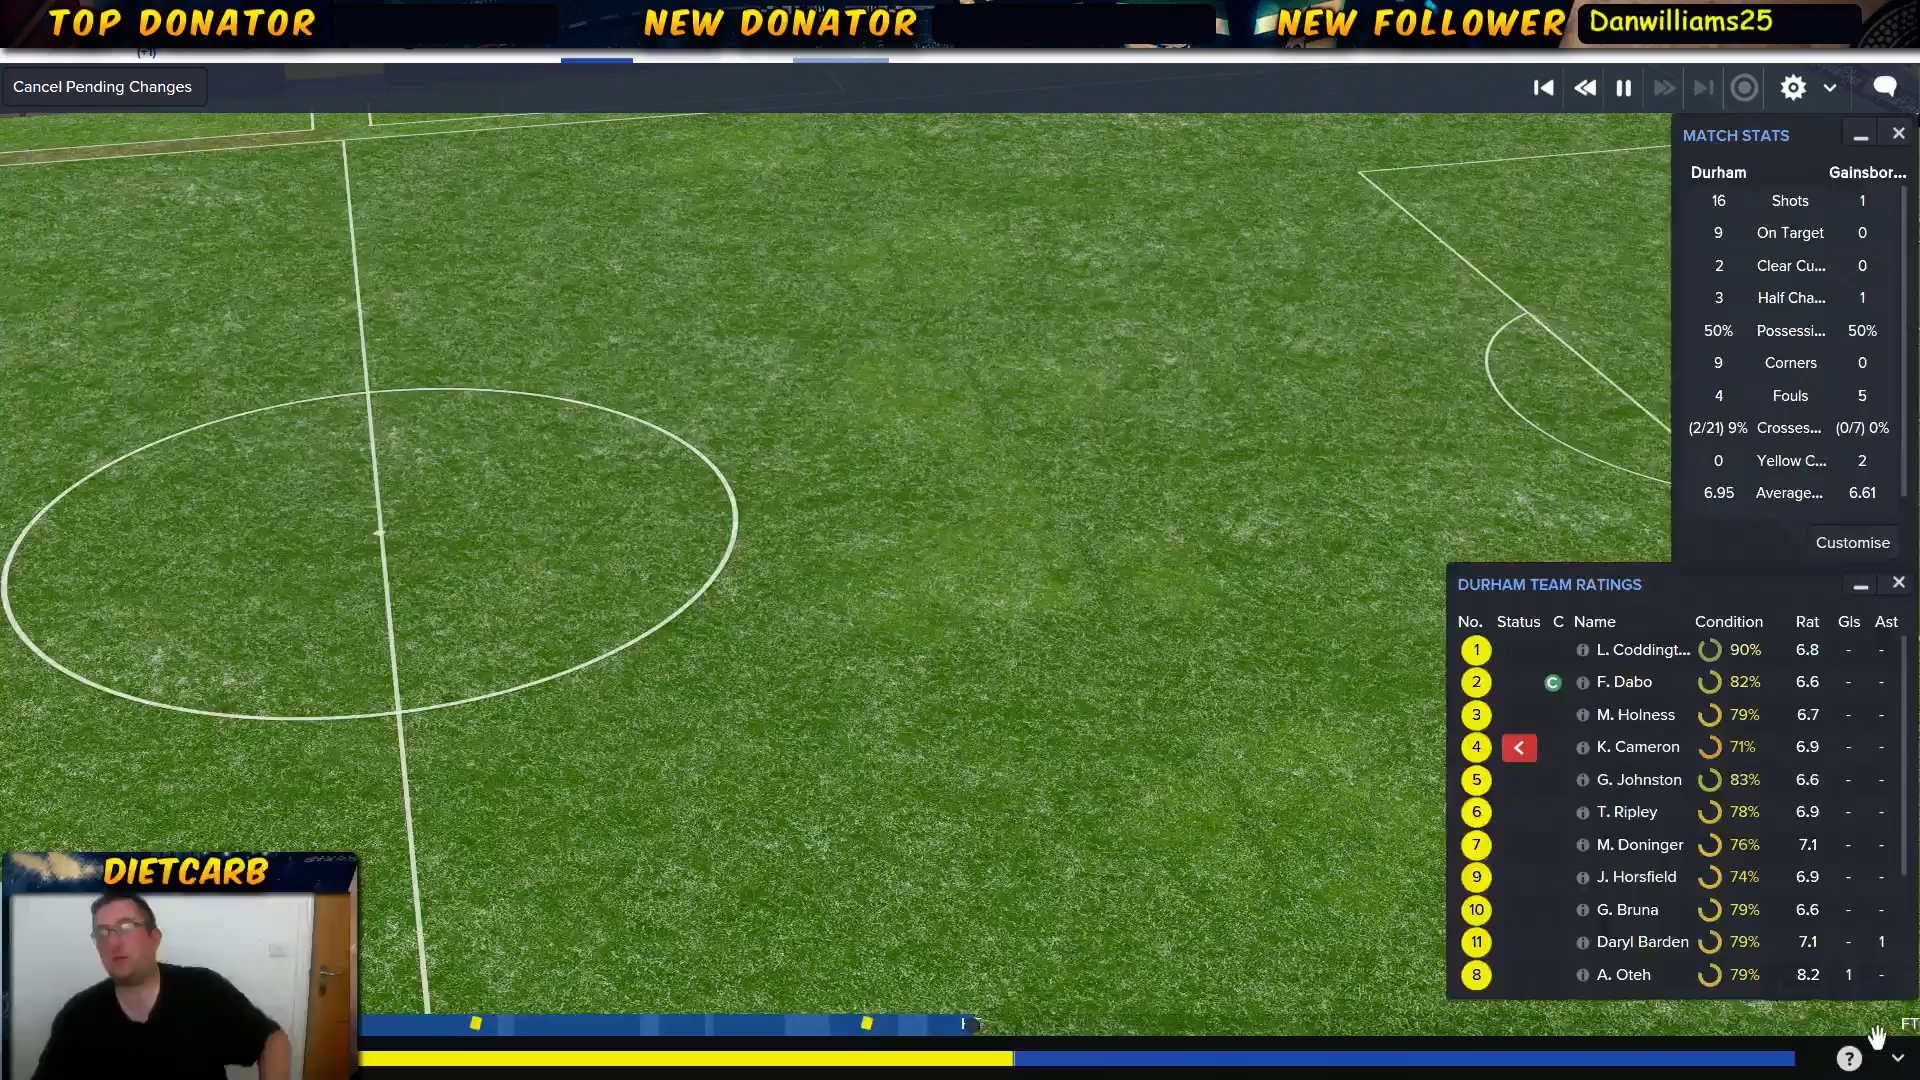 TOP DONATOR
NEW DONATOR
NEW FOLLOWER
Danwilliams25
(+1)
Cancel Pending Changes
MATCH STATS
Durham Gainsbor...
16 Shots 1
9 On Target 0
2 Clear Cu... 0
3 Half Cha... 1
50% Possessi... 50%
9 Corners 0
4 Fouls 5
(2/21) 9% Crosses... (0/7) 0%
0 Yellow C... 2
6.95 Average... 6.61
Customise
DURHAM TEAM RATINGS
No. Status C Name Condition Rat Gls Ast
1 L. Coddingt... 90% 6.8 - -
2 C F. Dabo 82% 6.6 - -
3 M. Holness 79% 6.7 - -
4 K. Cameron 71% 6.9 - -
5 G. Johnston 83% 6.6 - -
6 T. Ripley 78% 6.9 - -
7 M. Doninger 76% 7.1 - -
9 J. Horsfield 74% 6.9 - -
10 G. Bruna 79% 6.6 - -
11 Daryl Barden 79% 7.1 - 1
8 A. Oteh 79% 8.2 1 -
DIETCARB
FT
?